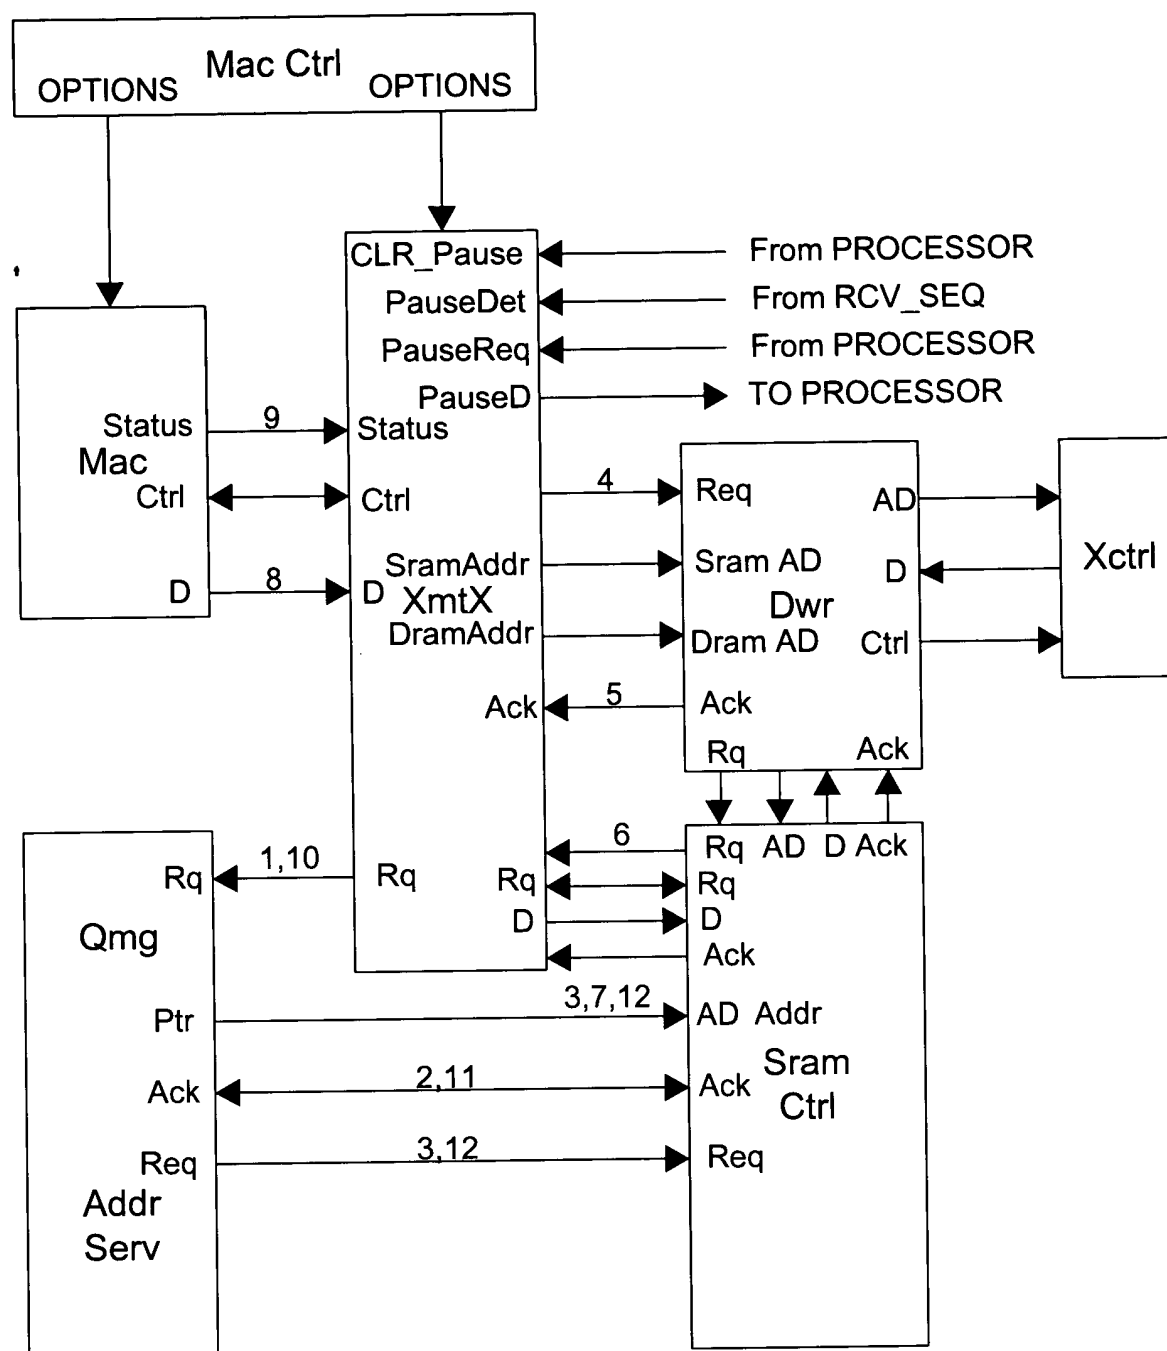 Mac Ctrl
OPTIONS
OPTIONS
CLR_Pause
From PROCESSOR
PauseDet
From RCV_SEQ
PauseReq
From PROCESSOR
PauseD
TO PROCESSOR
Status
9
Status
Mac
Ctrl
Ctrl
4
Req
AD
Xctrl
D
8
D
SramAddr
XmtX
DramAddr
Sram AD
D
Dwr
Dram AD
Ctrl
Ack
5
Ack
Rq
Ack
Rq
1,10
Rq
6
Rq AD D Ack
Rq
Rq
D
D
Ack
Qmg
Ptr
3,7,12
AD Addr
Sram
Ctrl
Ack
2,11
Ack
Req
3,12
Req
Addr
Serv